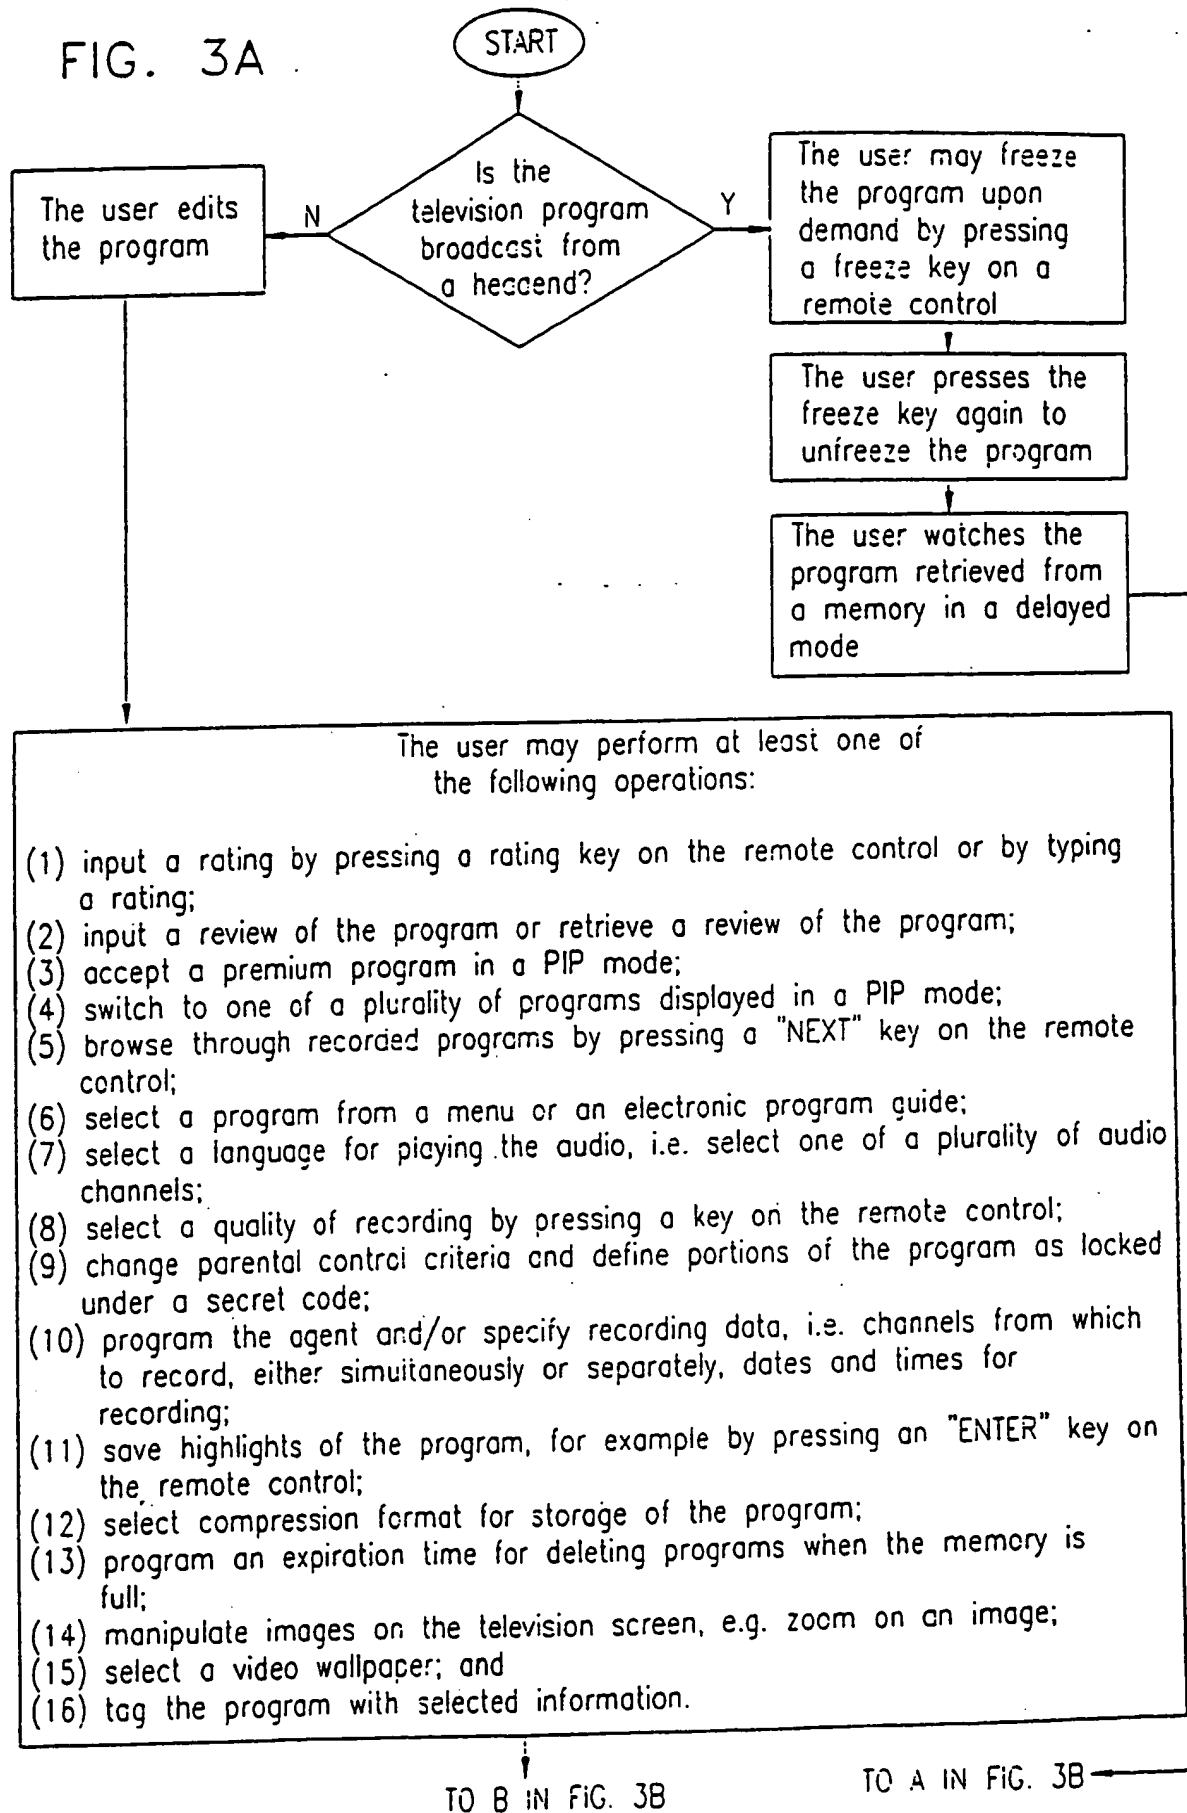 FIG. 3A
START
Is the
television program
broadcast from
a headend?
N
Y
The user edits
the program
The user may freeze
the program upon
demand by pressing
a freeze key on a
remote control
The user presses the
freeze key again to
unfreeze the program
The user watches the
program retrieved from
a memory in a delayed
mode
The user may perform at least one of
the following operations:
(1) input a rating by pressing a rating key on the remote control or by typing
a rating;
(2) input a review of the program or retrieve a review of the program;
(3) accept a premium program in a PIP mode;
(4) switch to one of a plurality of programs displayed in a PIP mode;
(5) browse through recorded programs by pressing a "NEXT" key on the remote
control;
(6) select a program from a menu or an electronic program guide;
(7) select a language for playing the audio, i.e. select one of a plurality of audio
channels;
(8) select a quality of recording by pressing a key on the remote control;
(9) change parental control criteria and define portions of the program as locked
under a secret code;
(10) program the agent and/or specify recording data, i.e. channels from which
to record, either simultaneously or separately, dates and times for
recording;
(11) save highlights of the program, for example by pressing an "ENTER" key on
the remote control;
(12) select compression format for storage of the program;
(13) program an expiration time for deleting programs when the memory is
full;
(14) manipulate images on the television screen, e.g. zoom on an image;
(15) select a video wallpaper; and
(16) tag the program with selected information.
TO B IN FIG. 3B
TO A IN FIG. 3B